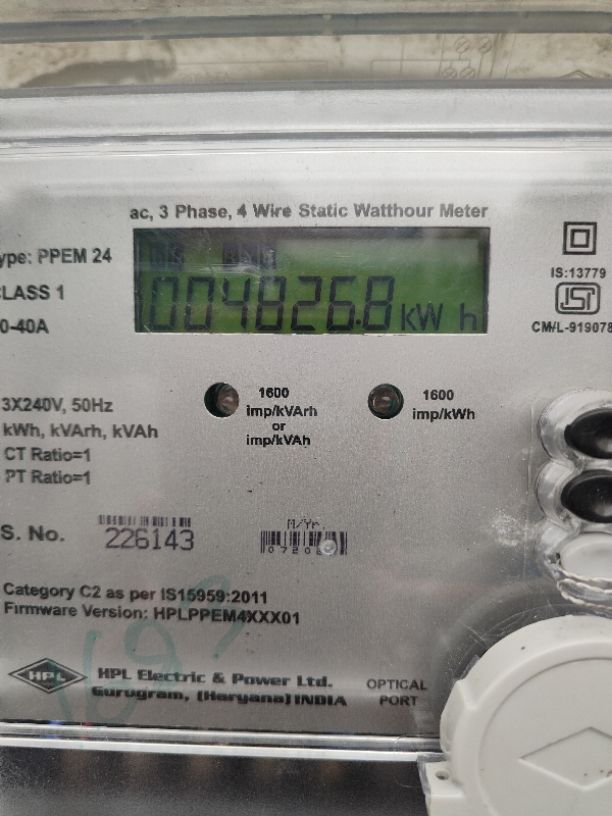 ac, 3 Phase, 4 Wire Static Watthour Meter
ype: PPEM 24
CLASS 1
0-40A
004826.8 kW h
IS:13779
CM/L-919078
3X240V, 50Hz
kWh, kVArh, kVAh
CT Ratio=1
PT Ratio=1
1600
imp/kVArh
or
imp/kVAh
1600
imp/kWh
S. No.
226143
M/Yr.
Category C2 as per IS15959:2011
Firmware Version: HPLPPEM4XXX01
HPL
HPL Electric & Power Ltd.
Gurugram, (Haryana) INDIA
OPTICAL
PORT